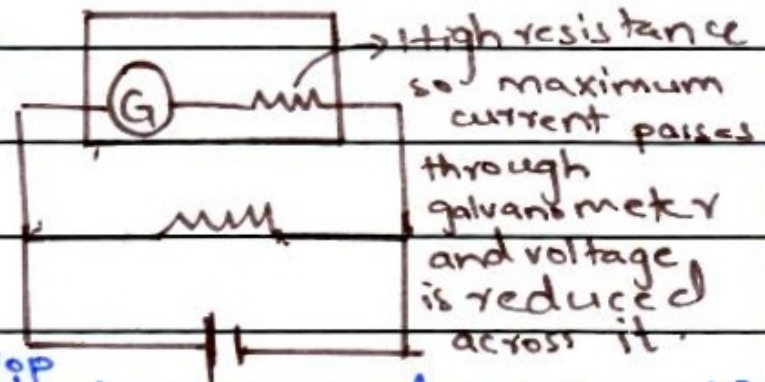 G
High resistance
so maximum
current passes
through
galvanometer
and voltage
is reduced
across it.